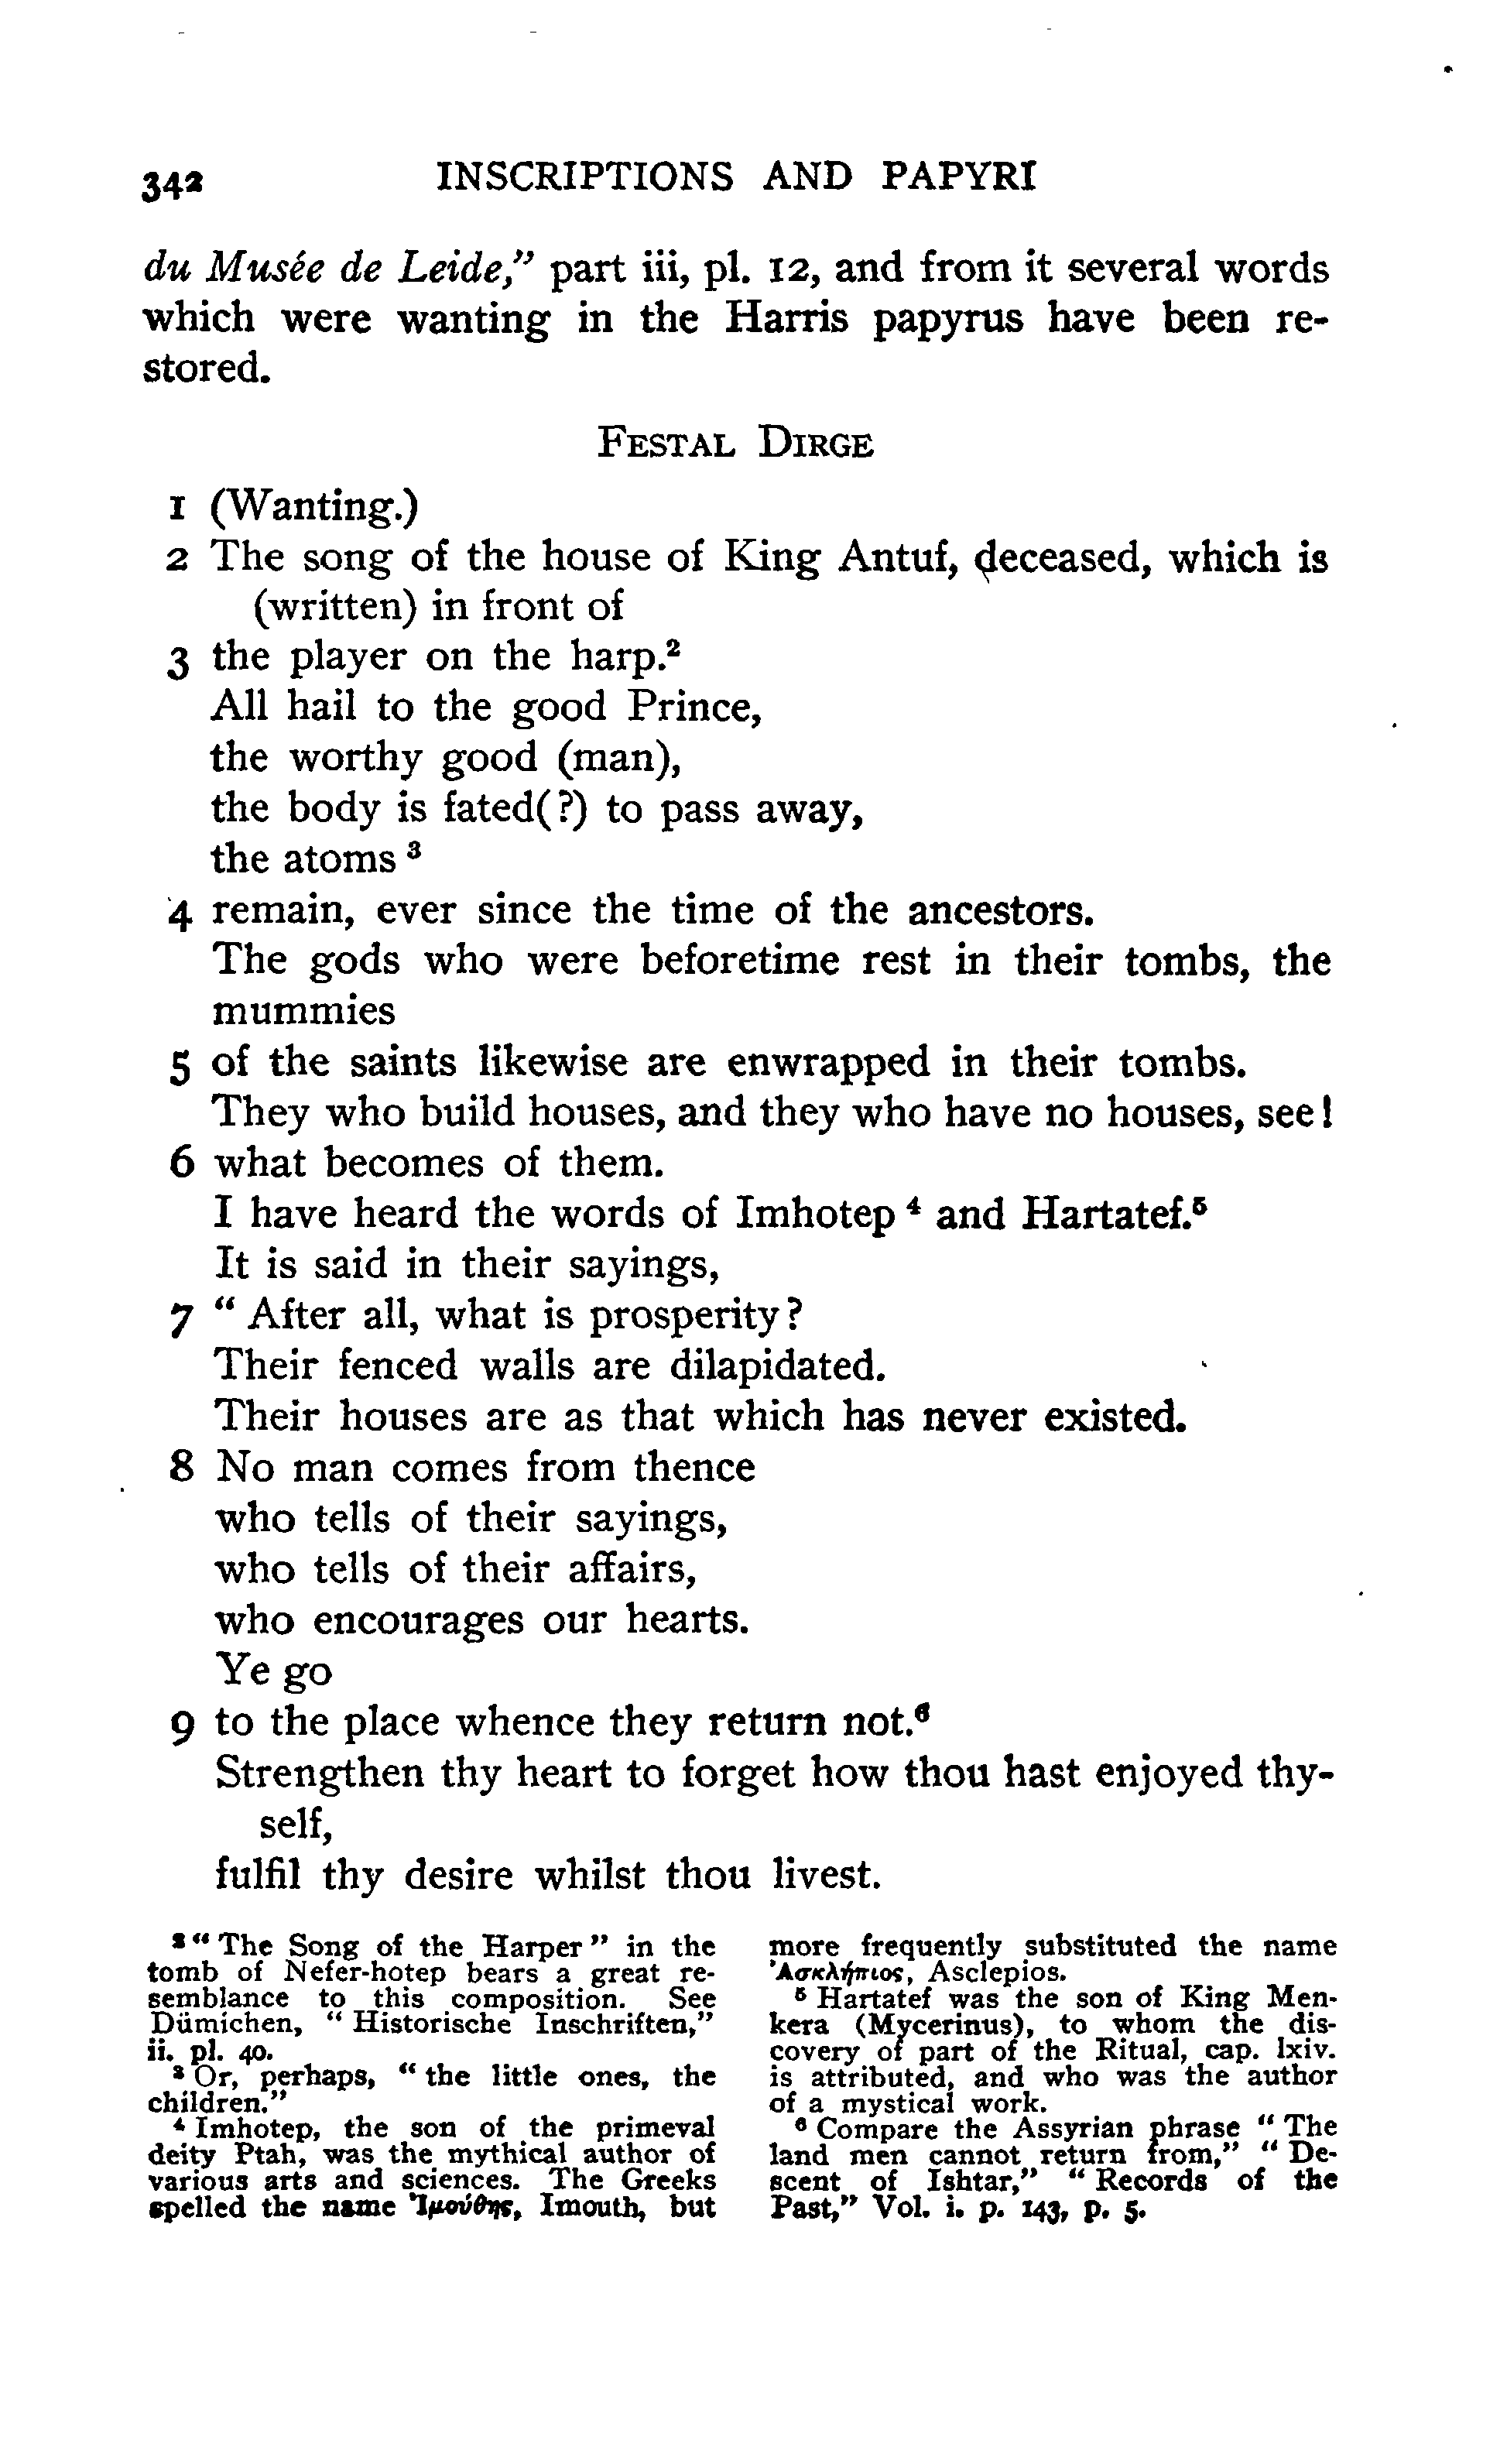 342 INSCRIPTIONS AND PAPYRI
du Musée de Leide," part iii, pl. 12, and from it several words
which were wanting in the Harris papyrus have been re-
stored.
FESTAL DIRGE
1 (Wanting.)
2 The song of the house of King Antuf, deceased, which is
(written) in front of
3 the player on the harp.²
All hail to the good Prince,
the worthy good (man),
the body is fated(?) to pass away,
the atoms ³
4 remain, ever since the time of the ancestors.
The gods who were beforetime rest in their tombs, the
mummies
5 of the saints likewise are enwrapped in their tombs.
They who build houses, and they who have no houses, see!
6 what becomes of them.
I have heard the words of Imhotep ⁴ and Hartatef.⁵
It is said in their sayings,
7 " After all, what is prosperity?
Their fenced walls are dilapidated.
Their houses are as that which has never existed.
8 No man comes from thence
who tells of their sayings,
who tells of their affairs,
who encourages our hearts.
Ye go
9 to the place whence they return not.⁶
Strengthen thy heart to forget how thou hast enjoyed thy-
self,
fulfil thy desire whilst thou livest.
² " The Song of the Harper " in the
tomb of Nefer-hotep bears a great re-
semblance to this composition. See
Dümichen, " Historische Inschriften,"
ii. pl. 40.
³ Or, perhaps, " the little ones, the
children."
⁴ Imhotep, the son of the primeval
deity Ptah, was the mythical author of
various arts and sciences. The Greeks
spelled the name Ἰμούθης, Imouth, but
more frequently substituted the name
Ἀσκλήπιος, Asclepios.
⁵ Hartatef was the son of King Men-
kera (Mycerinus), to whom the dis-
covery of part of the Ritual, cap. lxiv.
is attributed, and who was the author
of a mystical work.
⁶ Compare the Assyrian phrase " The
land men cannot return from," " De-
scent of Ishtar," " Records of the
Past," Vol. i. p. 143, p. 5.